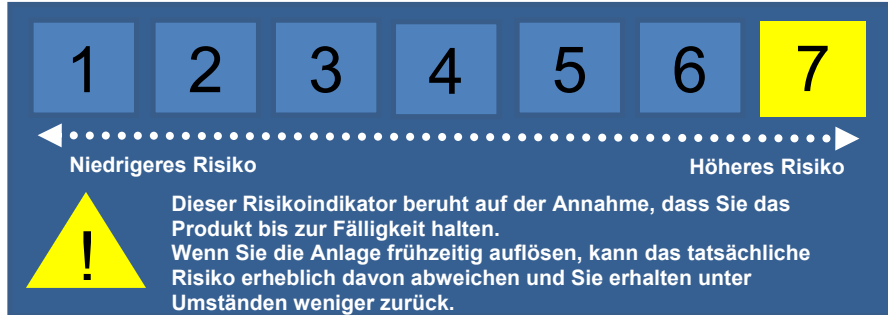 1 2 3 4 5 6 7
Niedrigeres Risiko Höheres Risiko
Dieser Risikoindikator beruht auf der Annahme, dass Sie das
Produkt bis zur Fälligkeit halten.
Wenn Sie die Anlage frühzeitig auflösen, kann das tatsächliche
Risiko erheblich davon abweichen und Sie erhalten unter
Umständen weniger zurück.
!